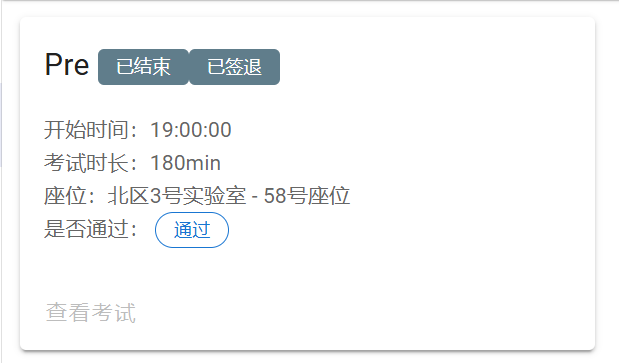 Pre 已结束 已签退
开始时间：19:00:00
考试时长：180min
座位：北区3号实验室 - 58号座位
是否通过： 通过
查看考试